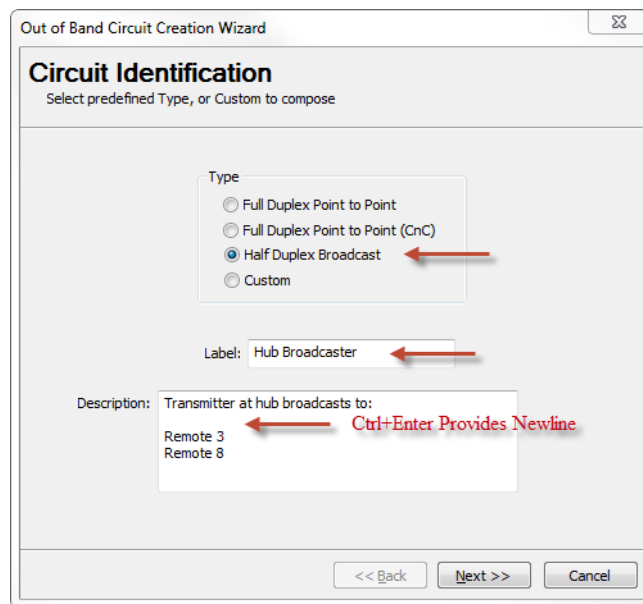 Out of Band Circuit Creation Wizard
Circuit Identification
Select predefined Type, or Custom to compose
Type
Full Duplex Point to Point
Full Duplex Point to Point (CnC)
Half Duplex Broadcast
Custom
Label: Hub Broadcaster
Description: Transmitter at hub broadcasts to:
Ctrl+Enter Provides Newline
Remote 3
Remote 8
<< Back Next >> Cancel